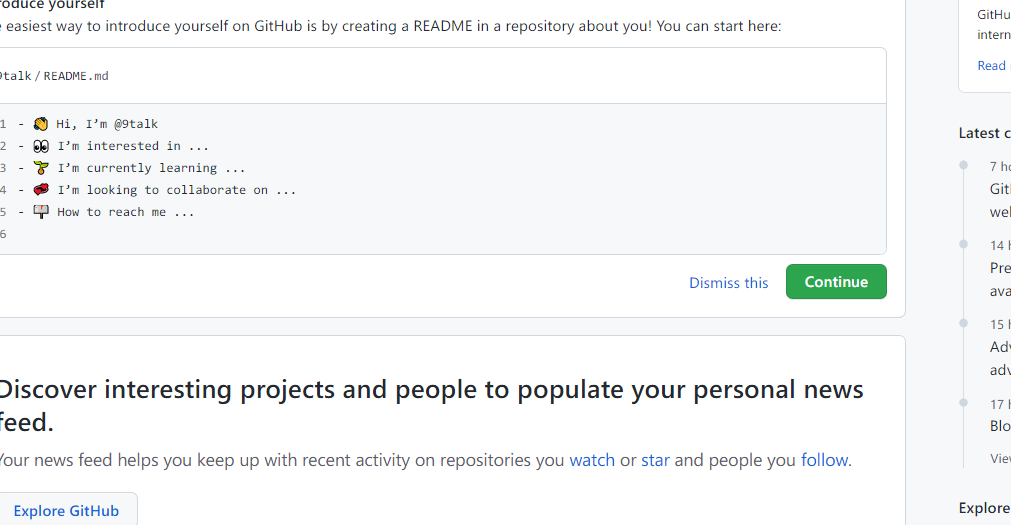 roduce yourself
e easiest way to introduce yourself on GitHub is by creating a README in a repository about you! You can start here:
9talk / README.md
1 - 👋 Hi, I’m @9talk
2 - 👀 I’m interested in ...
3 - 🌱 I’m currently learning ...
4 - 💞️ I’m looking to collaborate on ...
5 - 📫 How to reach me ...
6
Dismiss this
Continue
Discover interesting projects and people to populate your personal news
feed.
Your news feed helps you keep up with recent activity on repositories you watch or star and people you follow.
Explore GitHub
GitHu
intern
Read
Latest c
7 h
Git
wel
14 h
Pre
ava
15 h
Adv
adv
17 h
Blo
Vie
Explore